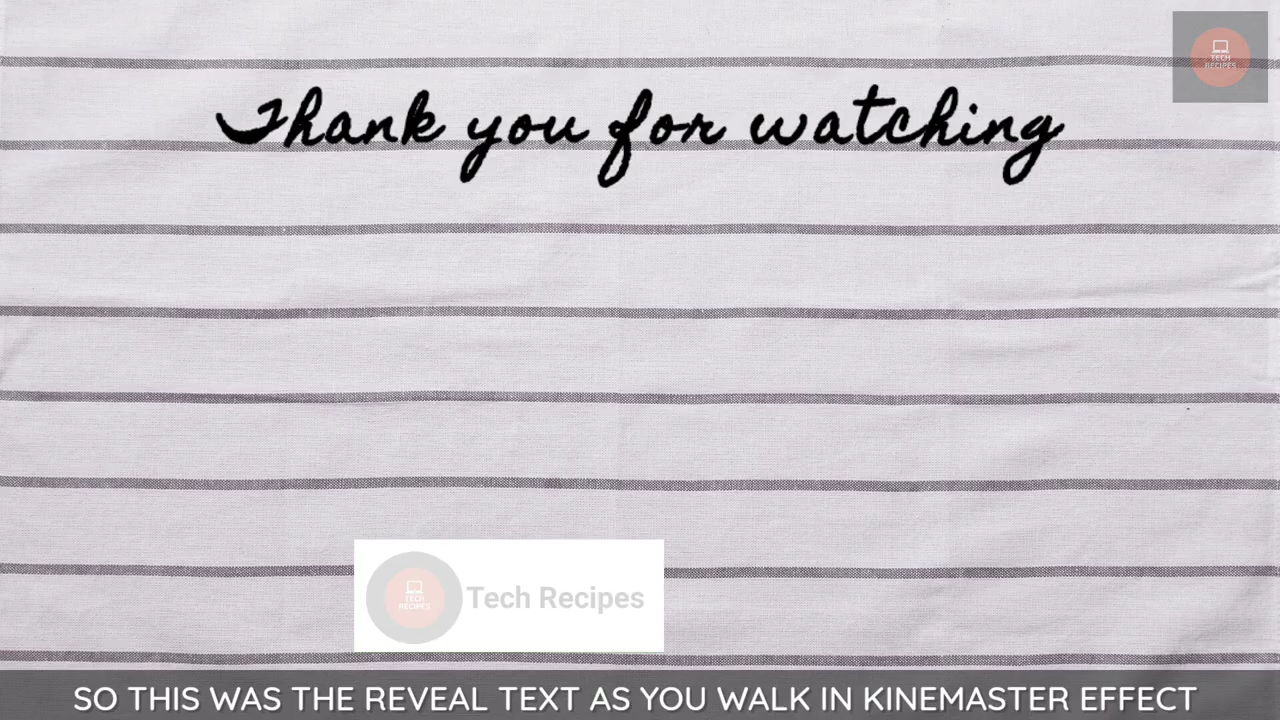 TECH
RECIPES
Thank you for watching
TECH
RECIPES
Tech Recipes
SO THIS WAS THE REVEAL TEXT AS YOU WALK IN KINEMASTER EFFECT